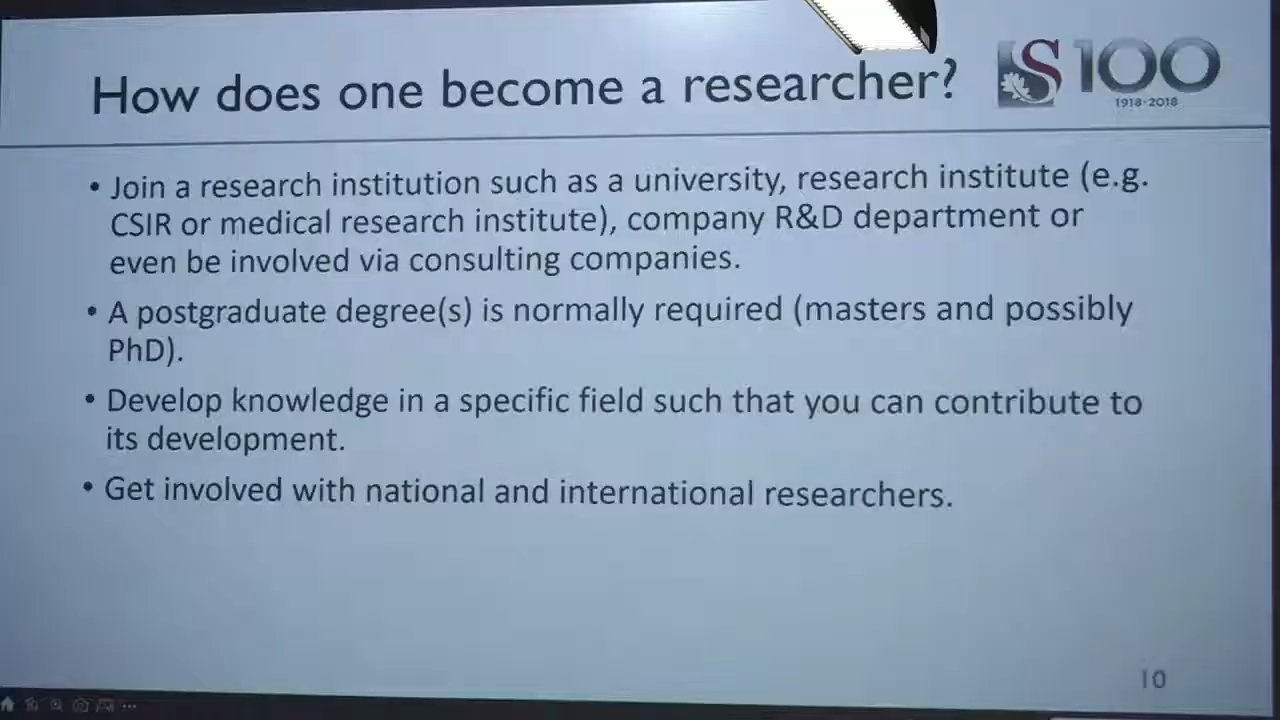 How does one become a researcher?
S100
1918·2018
• Join a research institution such as a university, research institute (e.g.
CSIR or medical research institute), company R&D department or
even be involved via consulting companies.
• A postgraduate degree(s) is normally required (masters and possibly
PhD).
• Develop knowledge in a specific field such that you can contribute to
its development.
• Get involved with national and international researchers.
10